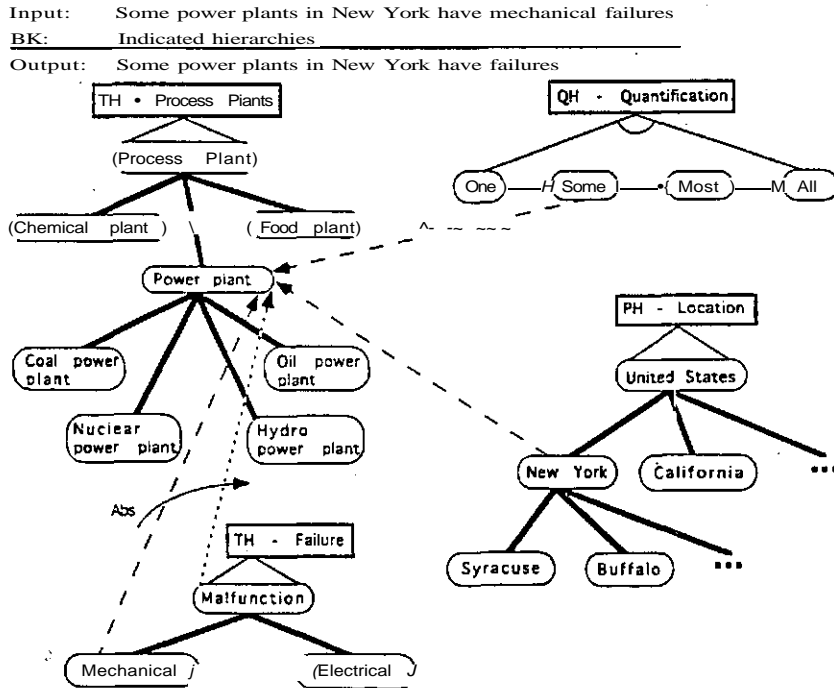 Input: Some power plants in New York have mechanical failures
BK: Indicated hierarchies
Output: Some power plants in New York have failures
TH • Process Piants
QH - Quantification
(Process Plant)
One
Some
Most
All
(Chemical plant )
( Food plant)
Power piant
PH - Location
Coal power
plant
Oil power
plant
United States
Nuclear
power plant
Hydro
power plant
New York
California
...
Abs
TH - Failure
Syracuse
Buffalo
...
Malfunction
Mechanical
(Electrical